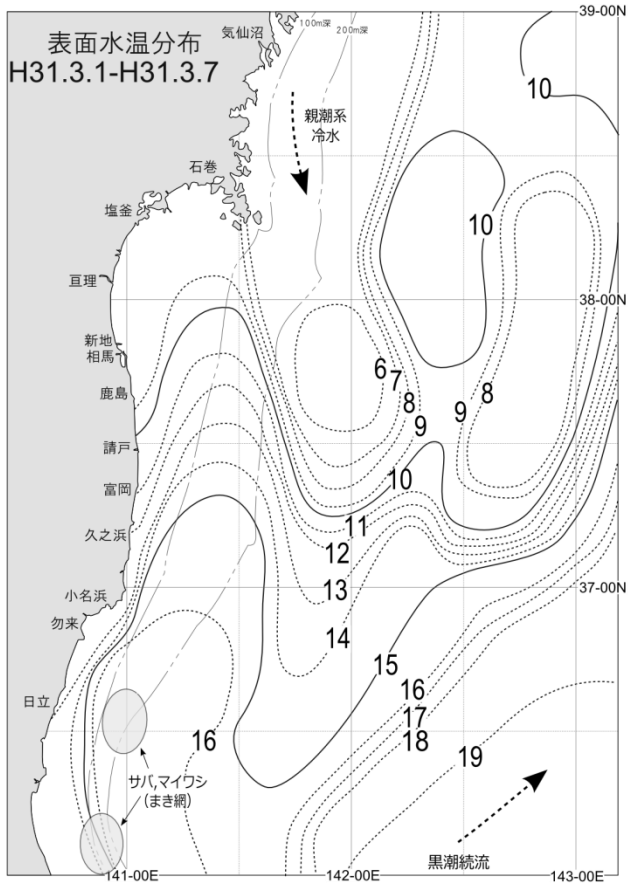 39-00N
表面水温分布
H31.3.1-H31.3.7
気仙沼
100m深
200m深
10
親潮系
冷水
石巻
塩釜
10
亘理
38-00N
新地
相馬
鹿島
6
7
8
9
8
9
請戸
10
富岡
11
久之浜
12
13
小名浜
37-00N
勿来
14
15
16
日立
17
16
18
19
サバ,マイワシ
(まき網)
黒潮続流
141-00E
142-00E
143-00E